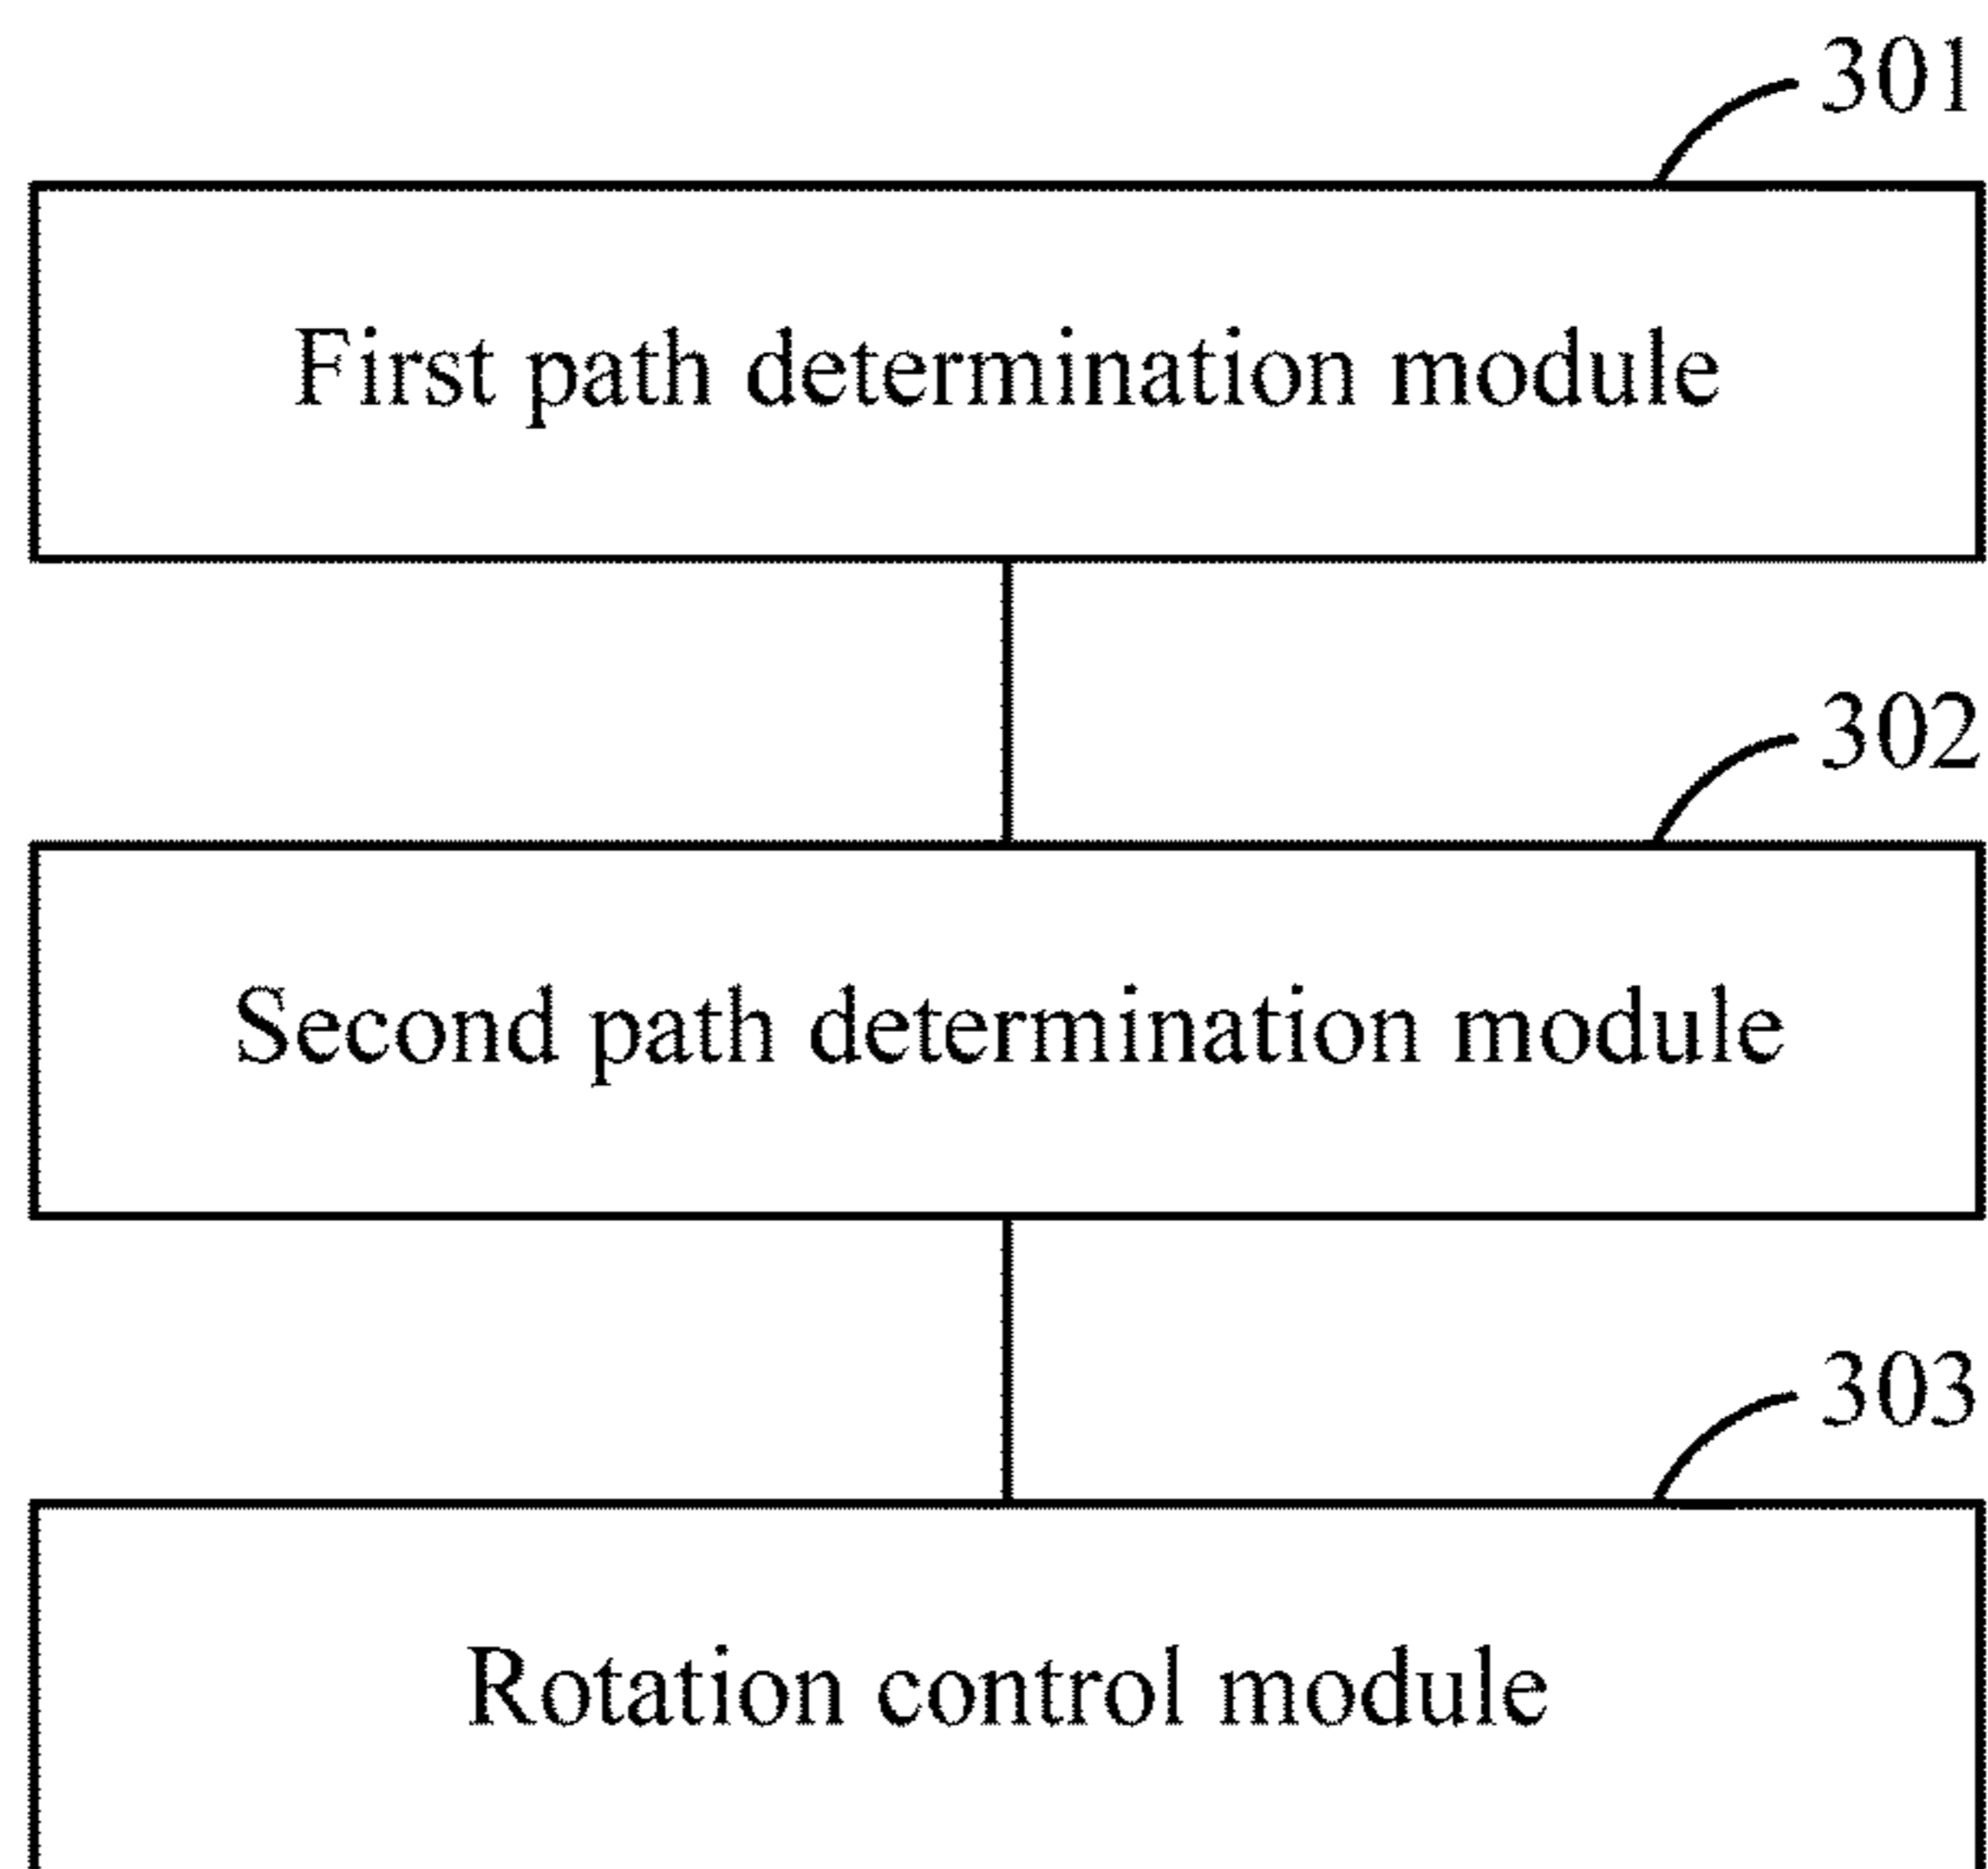 301
First path determination module
302
Second path determination module
303
Rotation control module